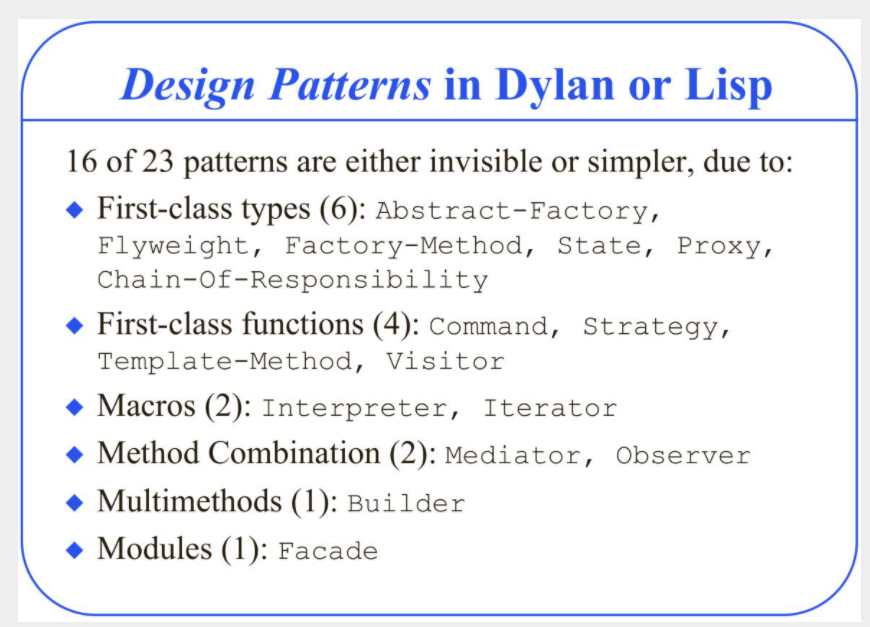 Design Patterns in Dylan or Lisp
16 of 23 patterns are either invisible or simpler, due to:
◆ First-class types (6): Abstract-Factory,
Flyweight, Factory-Method, State, Proxy,
Chain-Of-Responsibility
◆ First-class functions (4): Command, Strategy,
Template-Method, Visitor
◆ Macros (2): Interpreter, Iterator
◆ Method Combination (2): Mediator, Observer
◆ Multimethods (1): Builder
◆ Modules (1): Facade